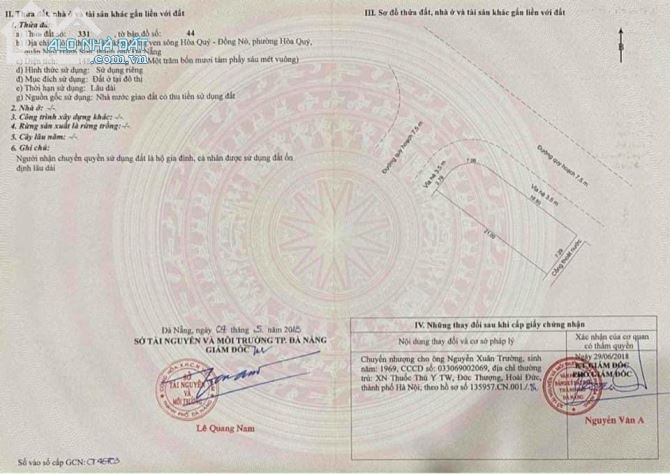 II. Thửa đất, nhà ở và tài sản khác gắn liền với đất
1. Thửa đất:
a) Thửa đất số: 331 , tờ bản đồ số: 44
b) Địa chỉ ven sông Hòa Quý - Đồng Nò, phường Hòa Quý,
thành phố Đà Nẵng
c) Diện tích: (Một trăm bốn mươi tám phẩy sáu mét vuông)
d) Hình thức sử dụng: Sử dụng riêng
đ) Mục đích sử dụng: Đất ở tại đô thị
e) Thời hạn sử dụng: Lâu dài
g) Nguồn gốc sử dụng: Nhà nước giao đất có thu tiền sử dụng đất
2. Nhà ở: -/-
3. Công trình xây dựng khác: -/-
4. Rừng sản xuất là rừng trồng: -/-
5. Cây lâu năm: -/-
6. Ghi chú:
Người nhận chuyển quyền sử dụng đất là hộ gia đình, cá nhân được sử dụng đất ổn
định lâu dài
ALO NHÀ ĐẤT
.com.vn
Đà Nẵng, ngày 04 tháng 5 năm
SỞ TÀI NGUYÊN VÀ MÔI TRƯỜNG TP. ĐÀ NẴNG
GIÁM ĐỐC
SỞ
TÀI NGUYÊN
VÀ
MÔI TRƯỜNG
Lê Quang Nam
Số vào sổ cấp GCN:
III. Sơ đồ thửa đất, nhà ở và tài sản khác gắn liền với đất
B
Đường quy hoạch 7,5 m
Đường quy hoạch 7,5 m
Vỉa hè 3,5 m
Vỉa hè 3,5 m
7.08
3.79
18.95
21.00
7.39
Cống thoát nước
IV. Những thay đổi sau khi cấp giấy chứng nhận
Nội dung thay đổi và cơ sở pháp lý
Xác nhận của cơ quan
có thẩm quyền
Chuyển nhượng cho ông Nguyễn Xuân Trường, sinh
năm: 1969, CCCD số: 033069002069, địa chỉ thường
trú: XN Thuốc Thú Y TW, Đức Thượng, Hoài Đức,
thành phố Hà Nội, theo hồ sơ số 135957.CN.001
Ngày 29/06/2018
KT.GIÁM ĐỐC
PHÓ GIÁM ĐỐC
Nguyễn Văn A